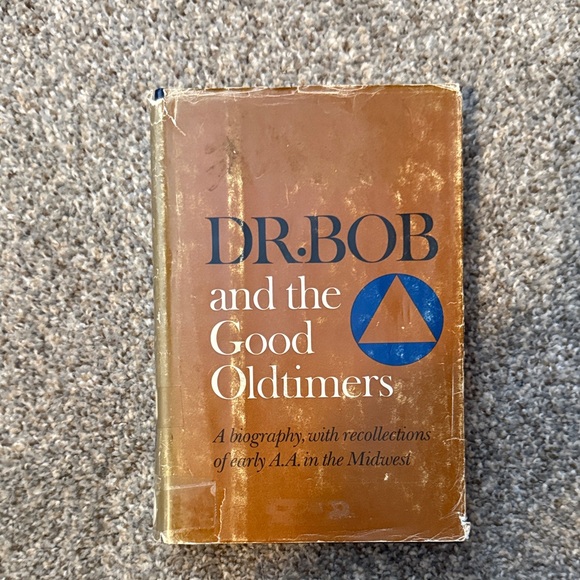 DR. BOB
and the
Good
Oldtimers
A biography, with recollections
of early A.A. in the Midwest